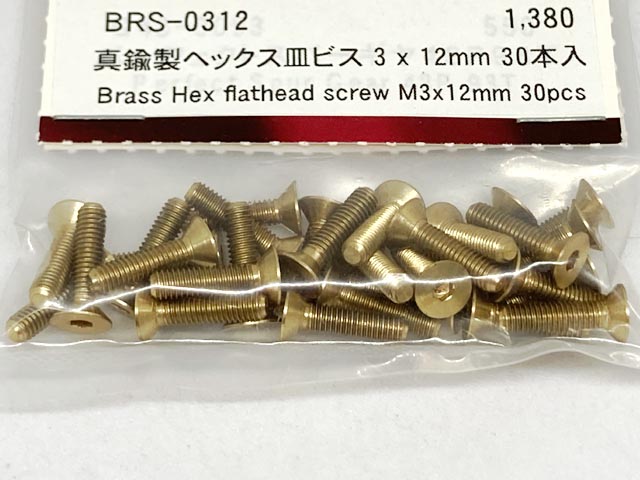 BRS-0312 1,380
真鍮製ヘックス皿ビス 3 x 12mm 30本入
Brass Hex flathead screw M3x12mm 30pcs